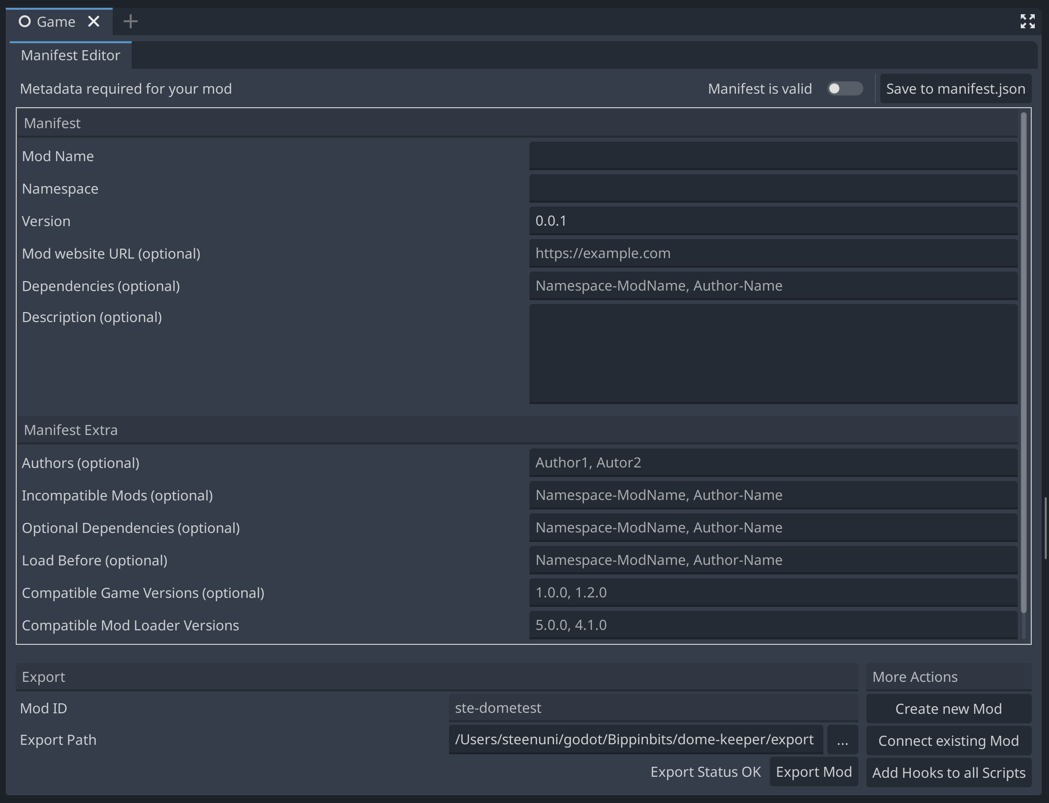 Game
Manifest Editor
Metadata required for your mod
Manifest is valid
Save to manifest.json
Manifest
Mod Name
Namespace
Version 0.0.1
Mod website URL (optional) https://example.com
Dependencies (optional) Namespace-ModName, Author-Name
Description (optional)
Manifest Extra
Authors (optional) Author1, Autor2
Incompatible Mods (optional) Namespace-ModName, Author-Name
Optional Dependencies (optional) Namespace-ModName, Author-Name
Load Before (optional) Namespace-ModName, Author-Name
Compatible Game Versions (optional) 1.0.0, 1.2.0
Compatible Mod Loader Versions 5.0.0, 4.1.0
Export
Mod ID ste-dometest
Export Path /Users/steenuni/godot/Bippinbits/dome-keeper/export ...
Export Status OK Export Mod
More Actions
Create new Mod
Connect existing Mod
Add Hooks to all Scripts